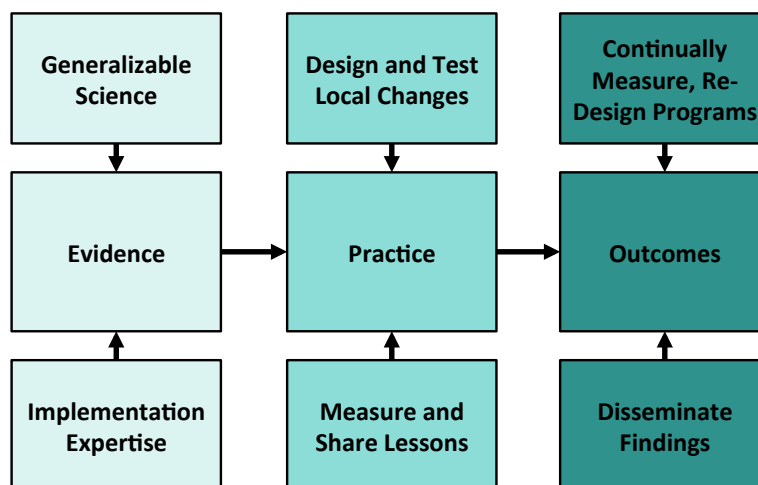 Generalizable
Science
Design and Test
Local Changes
Continually
Measure, Re-
Design Programs
Evidence
Practice
Outcomes
Implementation
Expertise
Measure and
Share Lessons
Disseminate
Findings